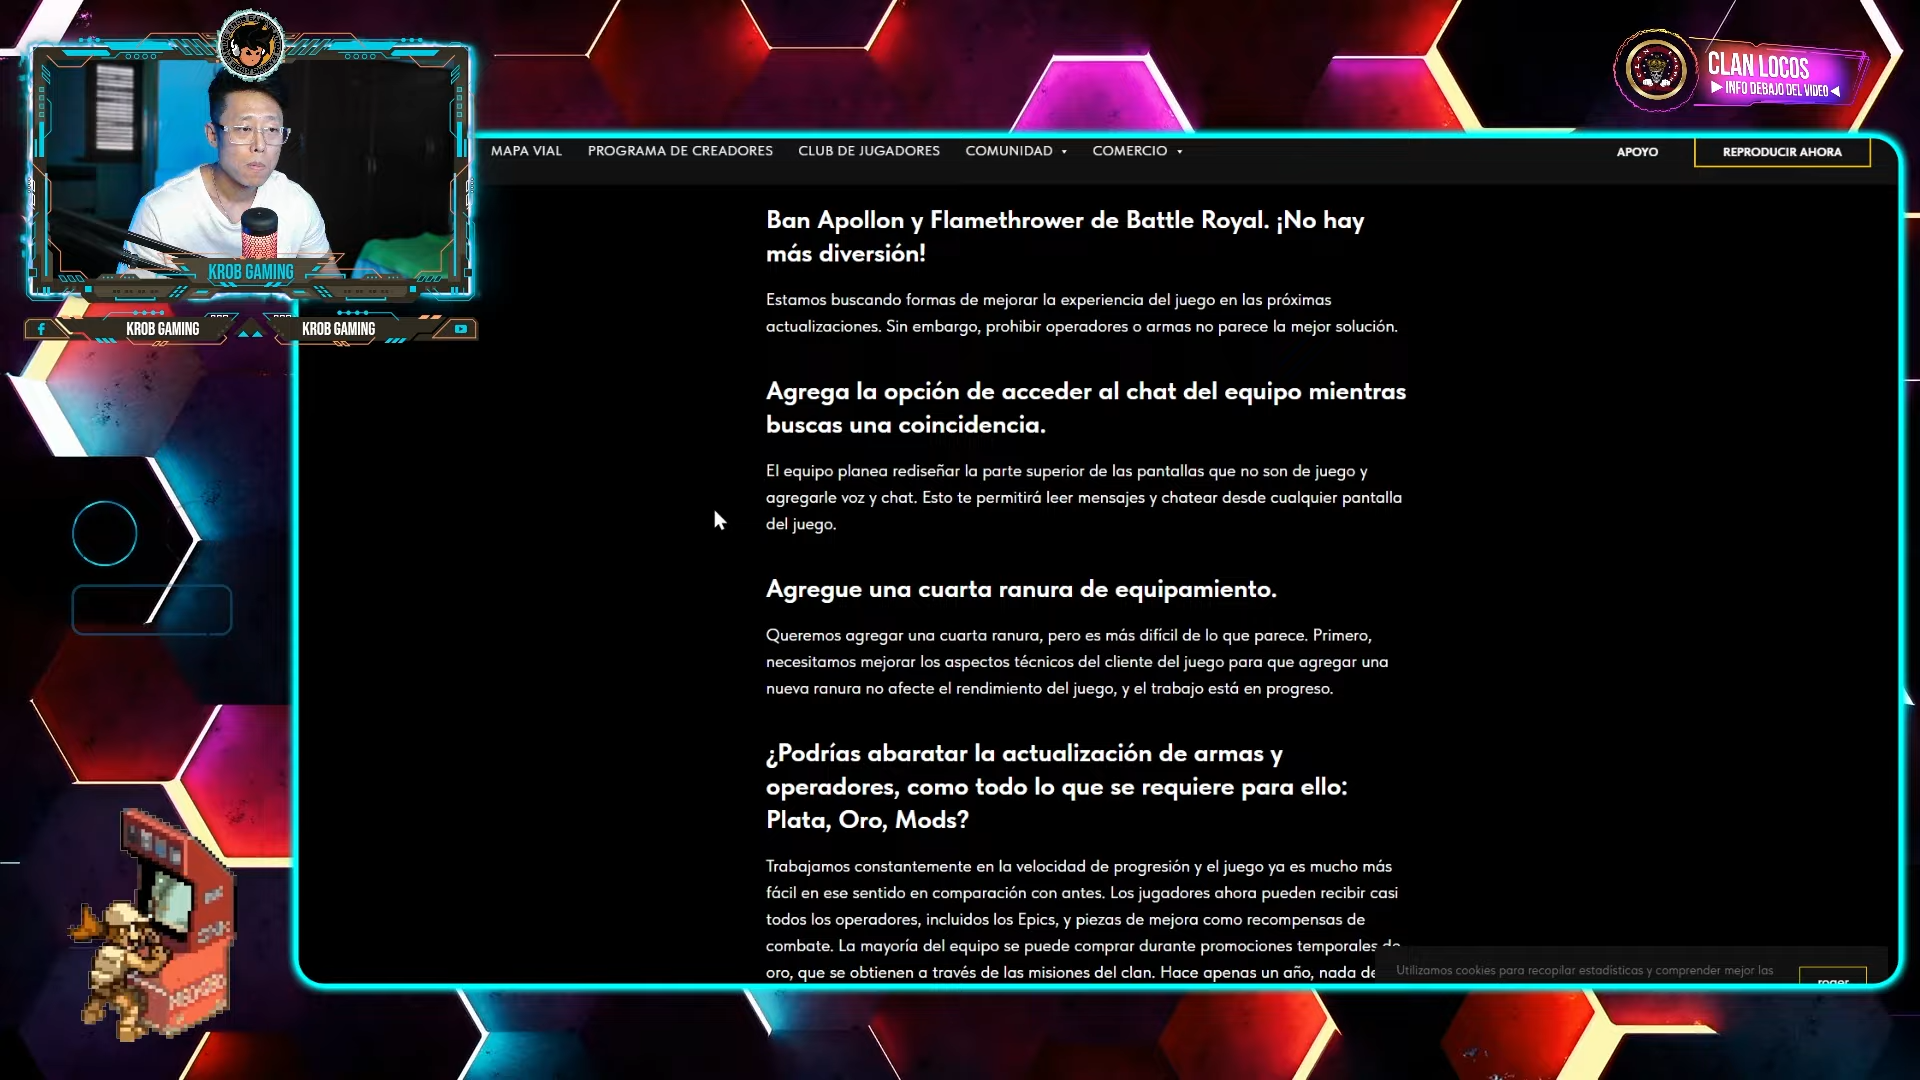 CLAN LOCOS
INFO DEBAJO DEL VIDEO
MAPA VIAL
PROGRAMA DE CREADORES
CLUB DE JUGADORES
COMUNIDAD
COMERCIO
APOYO
REPRODUCIR AHORA
KROB GAMING
KROB GAMING
KROB GAMING
Ban Apollon y Flamethrower de Battle Royal. ¡No hay
más diversión!
Estamos buscando formas de mejorar la experiencia del juego en las próximas
actualizaciones. Sin embargo, prohibir operadores o armas no parece la mejor solución.
Agrega la opción de acceder al chat del equipo mientras
buscas una coincidencia.
El equipo planea rediseñar la parte superior de las pantallas que no son de juego y
agregarle voz y chat. Esto te permitirá leer mensajes y chatear desde cualquier pantalla
del juego.
Agregue una cuarta ranura de equipamiento.
Queremos agregar una cuarta ranura, pero es más difícil de lo que parece. Primero,
necesitamos mejorar los aspectos técnicos del cliente del juego para que agregar una
nueva ranura no afecte el rendimiento del juego, y el trabajo está en progreso.
¿Podrías abaratar la actualización de armas y
operadores, como todo lo que se requiere para ello:
Plata, Oro, Mods?
Trabajamos constantemente en la velocidad de progresión y el juego ya es mucho más
fácil en ese sentido en comparación con antes. Los jugadores ahora pueden recibir casi
todos los operadores, incluidos los Epics, y piezas de mejora como recompensas de
combate. La mayoría del equipo se puede comprar durante promociones temporales de
oro, que se obtienen a través de las misiones del clan. Hace apenas un año, nada de
Utilizamos cookies para recopilar estadísticas y comprender mejor las
roger